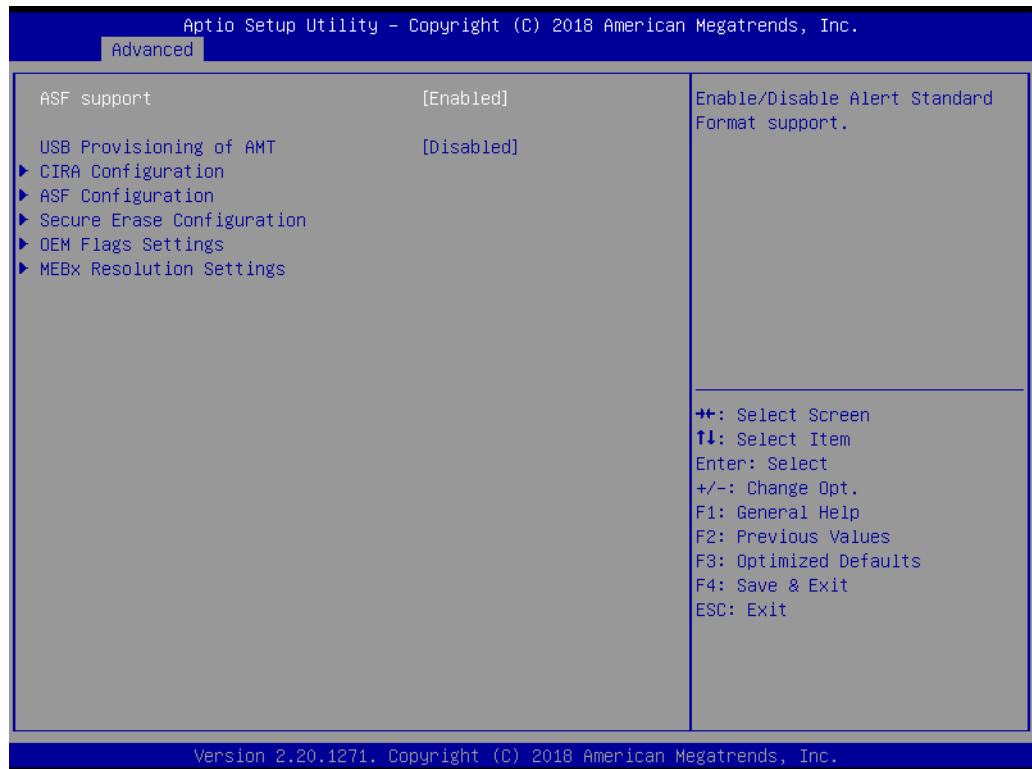 Aptio Setup Utility – Copyright (C) 2018 American Megatrends, Inc.
Advanced
ASF support [Enabled]
USB Provisioning of AMT [Disabled]
▶ CIRA Configuration
▶ ASF Configuration
▶ Secure Erase Configuration
▶ OEM Flags Settings
▶ MEBx Resolution Settings
Enable/Disable Alert Standard
Format support.
→←: Select Screen
↑↓: Select Item
Enter: Select
+/-: Change Opt.
F1: General Help
F2: Previous Values
F3: Optimized Defaults
F4: Save & Exit
ESC: Exit
Version 2.20.1271. Copyright (C) 2018 American Megatrends, Inc.